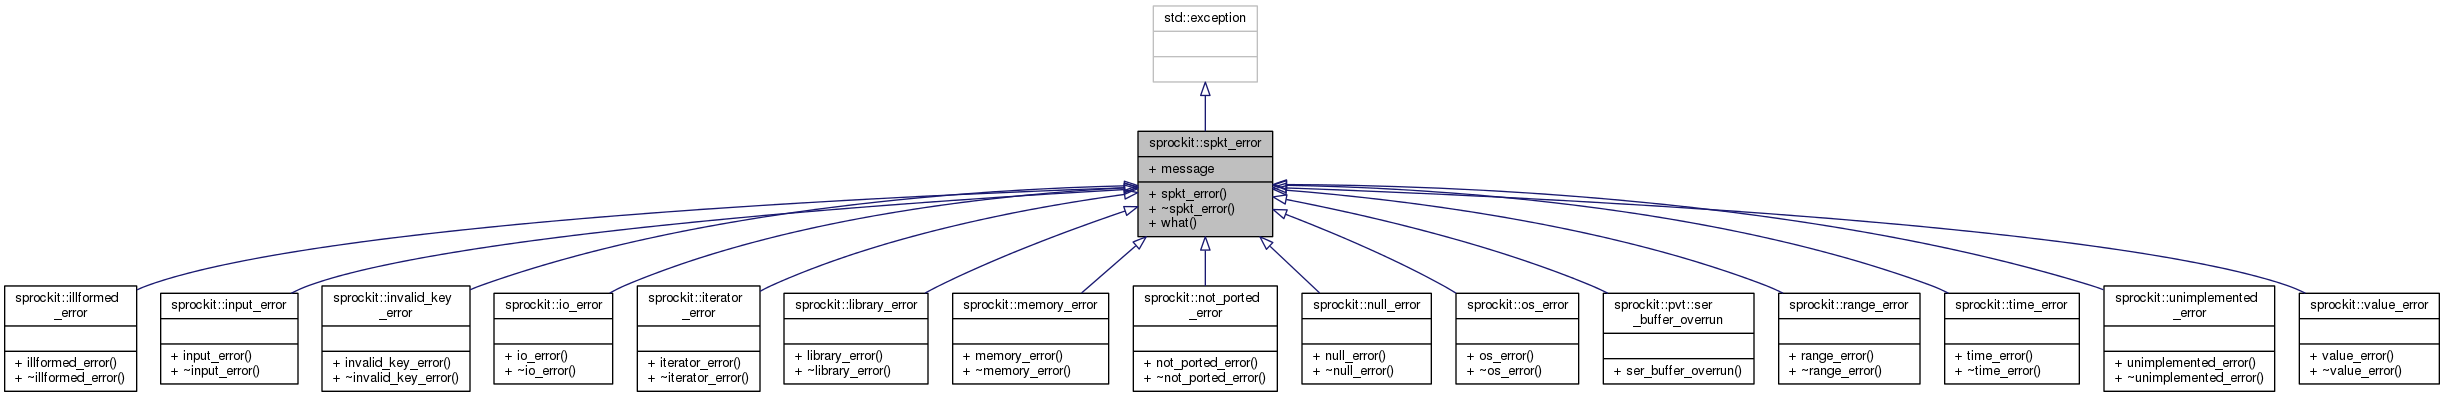 std::exception
sprockit::spkt_error
+ message
+ spkt_error()
+ ~spkt_error()
+ what()
sprockit::illformed
_error
+ illformed_error()
+ ~illformed_error()
sprockit::input_error
+ input_error()
+ ~input_error()
sprockit::invalid_key
_error
+ invalid_key_error()
+ ~invalid_key_error()
sprockit::io_error
+ io_error()
+ ~io_error()
sprockit::iterator
_error
+ iterator_error()
+ ~iterator_error()
sprockit::library_error
+ library_error()
+ ~library_error()
sprockit::memory_error
+ memory_error()
+ ~memory_error()
sprockit::not_ported
_error
+ not_ported_error()
+ ~not_ported_error()
sprockit::null_error
+ null_error()
+ ~null_error()
sprockit::os_error
+ os_error()
+ ~os_error()
sprockit::pvt::ser
_buffer_overrun
+ ser_buffer_overrun()
sprockit::range_error
+ range_error()
+ ~range_error()
sprockit::time_error
+ time_error()
+ ~time_error()
sprockit::unimplemented
_error
+ unimplemented_error()
+ ~unimplemented_error()
sprockit::value_error
+ value_error()
+ ~value_error()